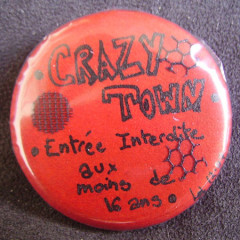 CRAZY
TOWN
• Entrée Interdite
aux
moins de
16 ans •